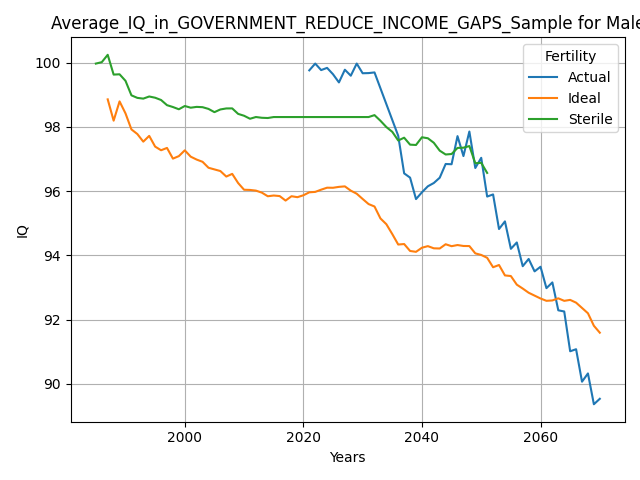 Average_IQ_in_GOVERNMENT_REDUCE_INCOME_GAPS_Sample for Male
Fertility
Actual
Ideal
Sterile
IQ
100
98
96
94
92
90
2000
2020
2040
2060
Years